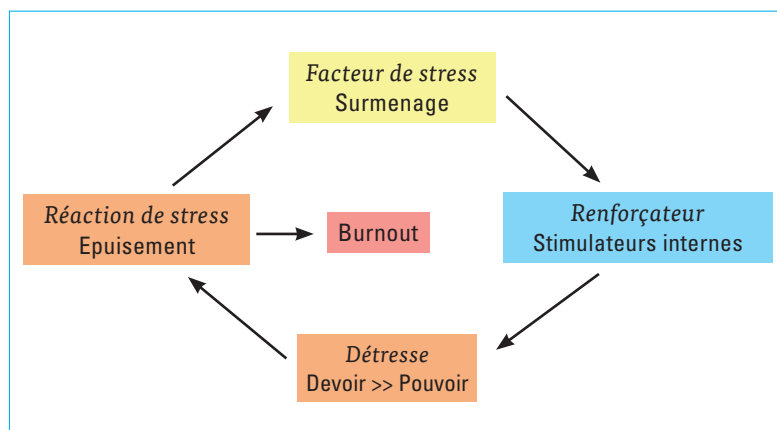 Facteur de stress
Surmenage
Réaction de stress
Epuisement
Burnout
Renforçateur
Stimulateurs internes
Détresse
Devoir >> Pouvoir